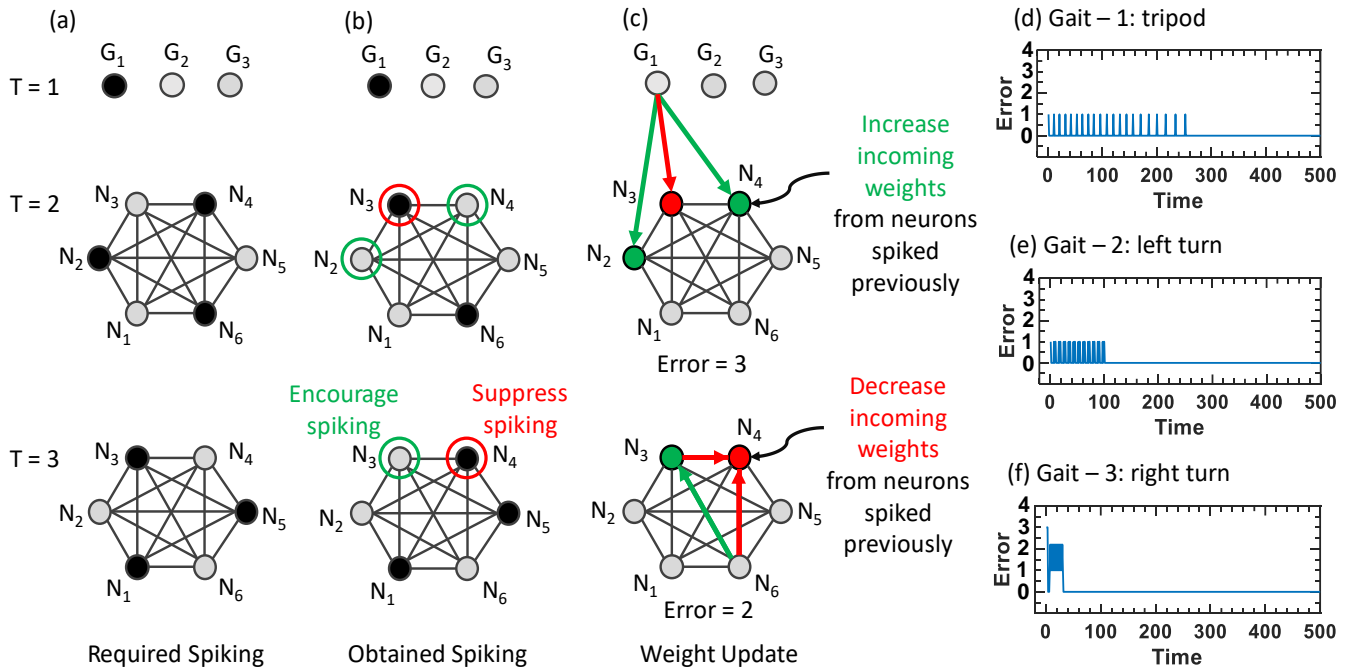 (a)
(b)
(c)
G1 G2 G3
G1 G2 G3
G1 G2 G3
T = 1
T = 2
N3 N4
N2 N5
N1 N6
N3 N4
N2 N5
N1 N6
N3 N4
N2 N5
N1 N6
Error = 3
Increase
incoming
weights
from neurons
spiked
previously
T = 3
N3 N4
N2 N5
N1 N6
Encourage
spiking
Suppress
spiking
N3 N4
N2 N5
N1 N6
N3 N4
N2 N5
N1 N6
Error = 2
Decrease
incoming
weights
from neurons
spiked
previously
Required Spiking
Obtained Spiking
Weight Update
(d) Gait – 1: tripod
Error
4
3
2
1
0
0 100 200 300 400 500
Time
(e) Gait – 2: left turn
Error
4
3
2
1
0
0 100 200 300 400 500
Time
(f) Gait – 3: right turn
Error
4
3
2
1
0
0 100 200 300 400 500
Time